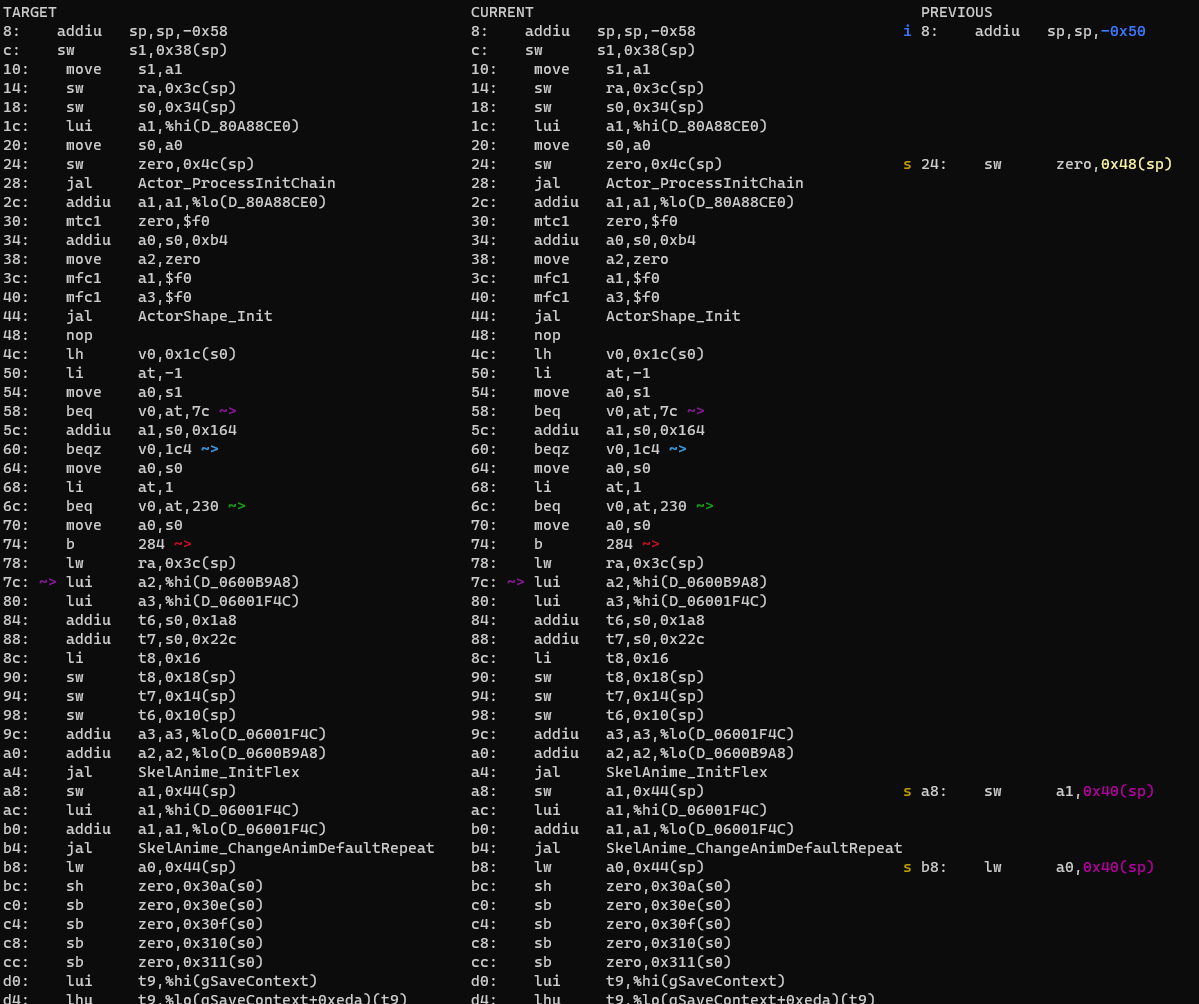 TARGET CURRENT PREVIOUS
8: addiu sp,sp,-0x58 8: addiu sp,sp,-0x58 i 8: addiu sp,sp,-0x50
c: sw s1,0x38(sp) c: sw s1,0x38(sp)
10: move s1,a1 10: move s1,a1
14: sw ra,0x3c(sp) 14: sw ra,0x3c(sp)
18: sw s0,0x34(sp) 18: sw s0,0x34(sp)
1c: lui a1,%hi(D_80A88CE0) 1c: lui a1,%hi(D_80A88CE0)
20: move s0,a0 20: move s0,a0
24: sw zero,0x4c(sp) 24: sw zero,0x4c(sp) s 24: sw zero,0x48(sp)
28: jal Actor_ProcessInitChain 28: jal Actor_ProcessInitChain
2c: addiu a1,a1,%lo(D_80A88CE0) 2c: addiu a1,a1,%lo(D_80A88CE0)
30: mtc1 zero,$f0 30: mtc1 zero,$f0
34: addiu a0,s0,0xb4 34: addiu a0,s0,0xb4
38: move a2,zero 38: move a2,zero
3c: mfc1 a1,$f0 3c: mfc1 a1,$f0
40: mfc1 a3,$f0 40: mfc1 a3,$f0
44: jal ActorShape_Init 44: jal ActorShape_Init
48: nop 48: nop
4c: lh v0,0x1c(s0) 4c: lh v0,0x1c(s0)
50: li at,-1 50: li at,-1
54: move a0,s1 54: move a0,s1
58: beq v0,at,7c ~> 58: beq v0,at,7c ~>
5c: addiu a1,s0,0x164 5c: addiu a1,s0,0x164
60: beqz v0,1c4 ~> 60: beqz v0,1c4 ~>
64: move a0,s0 64: move a0,s0
68: li at,1 68: li at,1
6c: beq v0,at,230 ~> 6c: beq v0,at,230 ~>
70: move a0,s0 70: move a0,s0
74: b 284 ~> 74: b 284 ~>
78: lw ra,0x3c(sp) 78: lw ra,0x3c(sp)
7c: ~> lui a2,%hi(D_0600B9A8) 7c: ~> lui a2,%hi(D_0600B9A8)
80: lui a3,%hi(D_06001F4C) 80: lui a3,%hi(D_06001F4C)
84: addiu t6,s0,0x1a8 84: addiu t6,s0,0x1a8
88: addiu t7,s0,0x22c 88: addiu t7,s0,0x22c
8c: li t8,0x16 8c: li t8,0x16
90: sw t8,0x18(sp) 90: sw t8,0x18(sp)
94: sw t7,0x14(sp) 94: sw t7,0x14(sp)
98: sw t6,0x10(sp) 98: sw t6,0x10(sp)
9c: addiu a3,a3,%lo(D_06001F4C) 9c: addiu a3,a3,%lo(D_06001F4C)
a0: addiu a2,a2,%lo(D_0600B9A8) a0: addiu a2,a2,%lo(D_0600B9A8)
a4: jal SkelAnime_InitFlex a4: jal SkelAnime_InitFlex
a8: sw a1,0x44(sp) a8: sw a1,0x44(sp) s a8: sw a1,0x40(sp)
ac: lui a1,%hi(D_06001F4C) ac: lui a1,%hi(D_06001F4C)
b0: addiu a1,a1,%lo(D_06001F4C) b0: addiu a1,a1,%lo(D_06001F4C)
b4: jal SkelAnime_ChangeAnimDefaultRepeat b4: jal SkelAnime_ChangeAnimDefaultRepeat
b8: lw a0,0x44(sp) b8: lw a0,0x44(sp) s b8: lw a0,0x40(sp)
bc: sh zero,0x30a(s0) bc: sh zero,0x30a(s0)
c0: sb zero,0x30e(s0) c0: sb zero,0x30e(s0)
c4: sb zero,0x30f(s0) c4: sb zero,0x30f(s0)
c8: sb zero,0x310(s0) c8: sb zero,0x310(s0)
cc: sb zero,0x311(s0) cc: sb zero,0x311(s0)
d0: lui t9,%hi(gSaveContext) d0: lui t9,%hi(gSaveContext)
d4: lhu t9,%lo(gSaveContext+0xeda)(t9) d4: lhu t9,%lo(gSaveContext+0xeda)(t9)